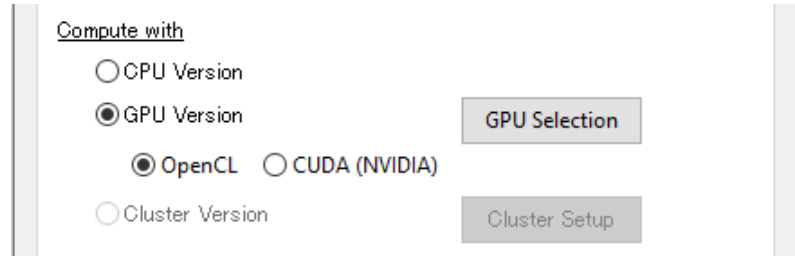 Compute with
CPU Version
GPU Version GPU Selection
OpenCL CUDA (NVIDIA)
Cluster Version Cluster Setup